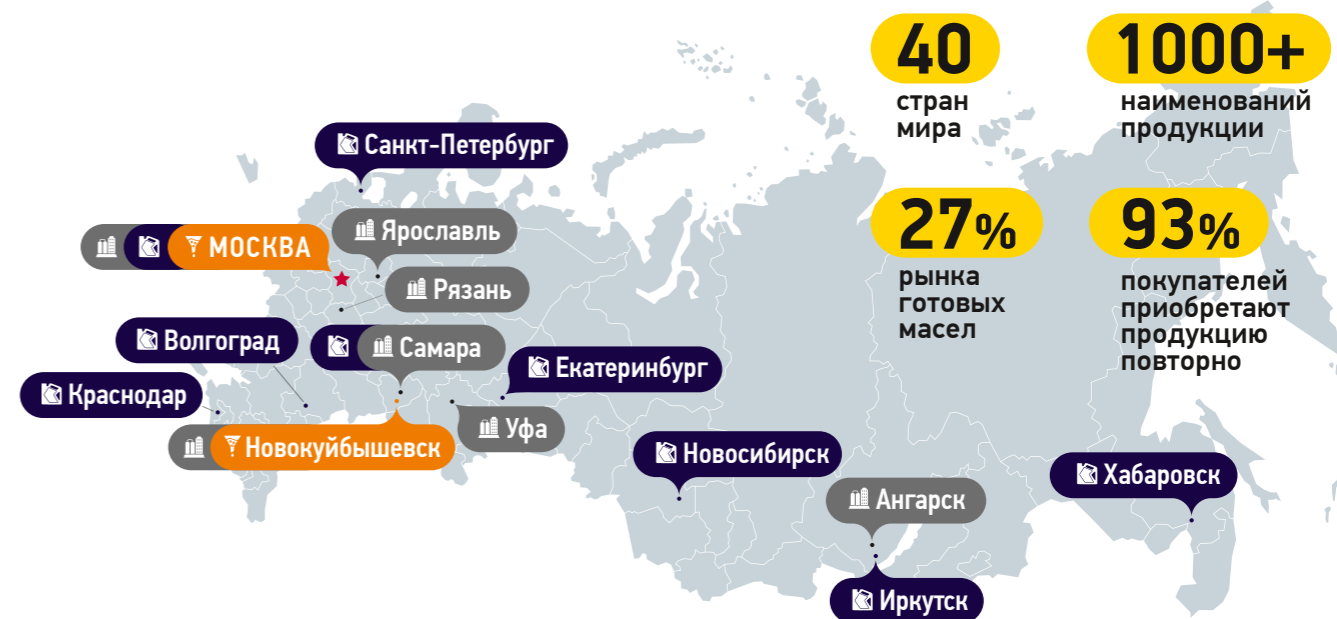 40
стран
мира
1000+
наименований
продукции
27%
рынка
готовых
масел
93%
покупателей
приобретают
продукцию
повторно
Санкт-Петербург
Ярославль
МОСКВА
Рязань
Волгоград
Самара
Екатеринбург
Краснодар
Уфа
Новокуйбышевск
Новосибирск
Хабаровск
Ангарск
Иркутск